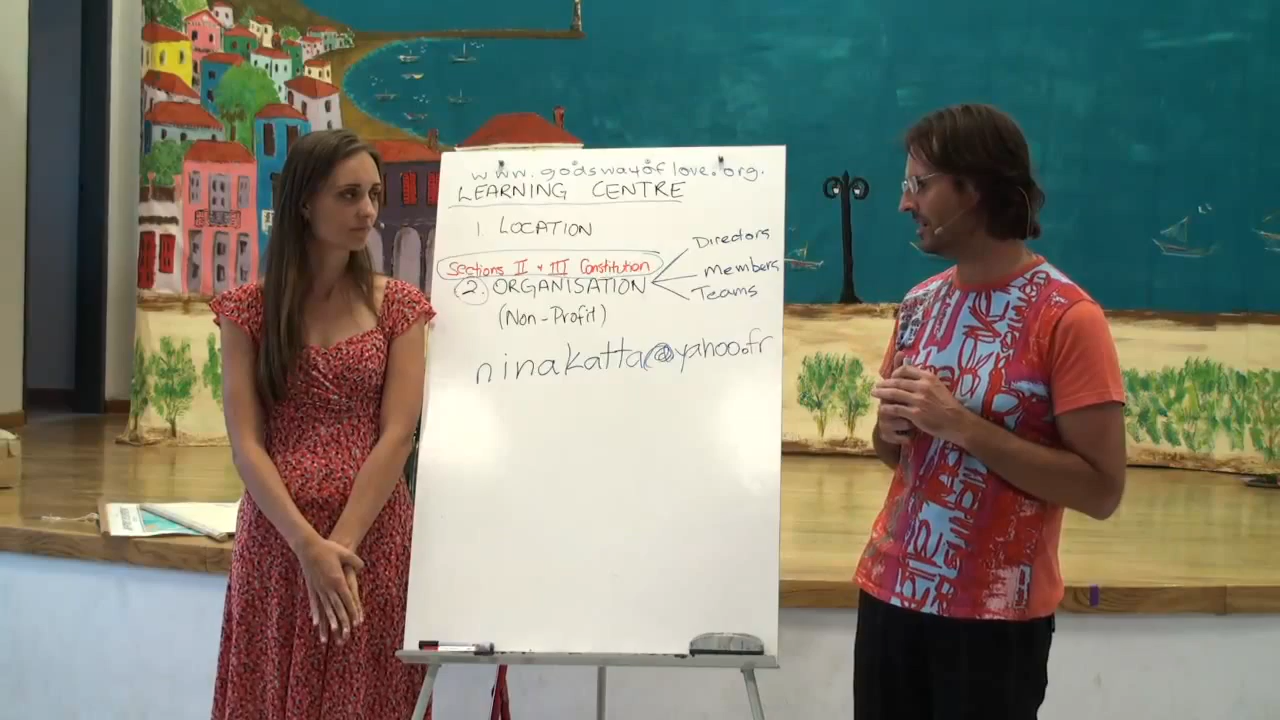 www.godswayoflove.org.
LEARNING CENTRE
1. LOCATION
Sections II + III Constitution
2. ORGANISATION
(Non-Profit)
Directors
Members
Teams
ninakatta@yahoo.fr